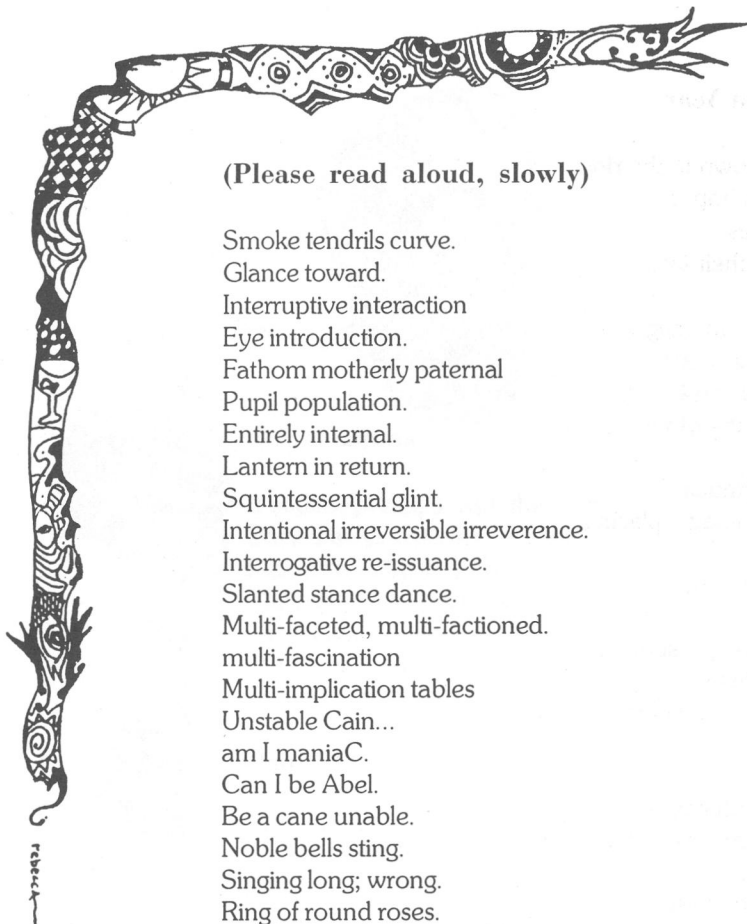 (Please read aloud, slowly)
Smoke tendrils curve.
Glance toward.
Interruptive interaction
Eye introduction.
Fathom motherly paternal
Pupil population.
Entirely internal.
Lantern in return.
Squintessential glint.
Intentional irreversible irreverence.
Interrogative re-issuance.
Slanted stance dance.
Multi-faceted, multi-factioned.
multi-fascination
Multi-implication tables
Unstable Cain...
am I maniaC.
Can I be Abel.
Be a cane unable.
Noble bells sting.
Singing long; wrong.
Ring of round roses.
rebecca